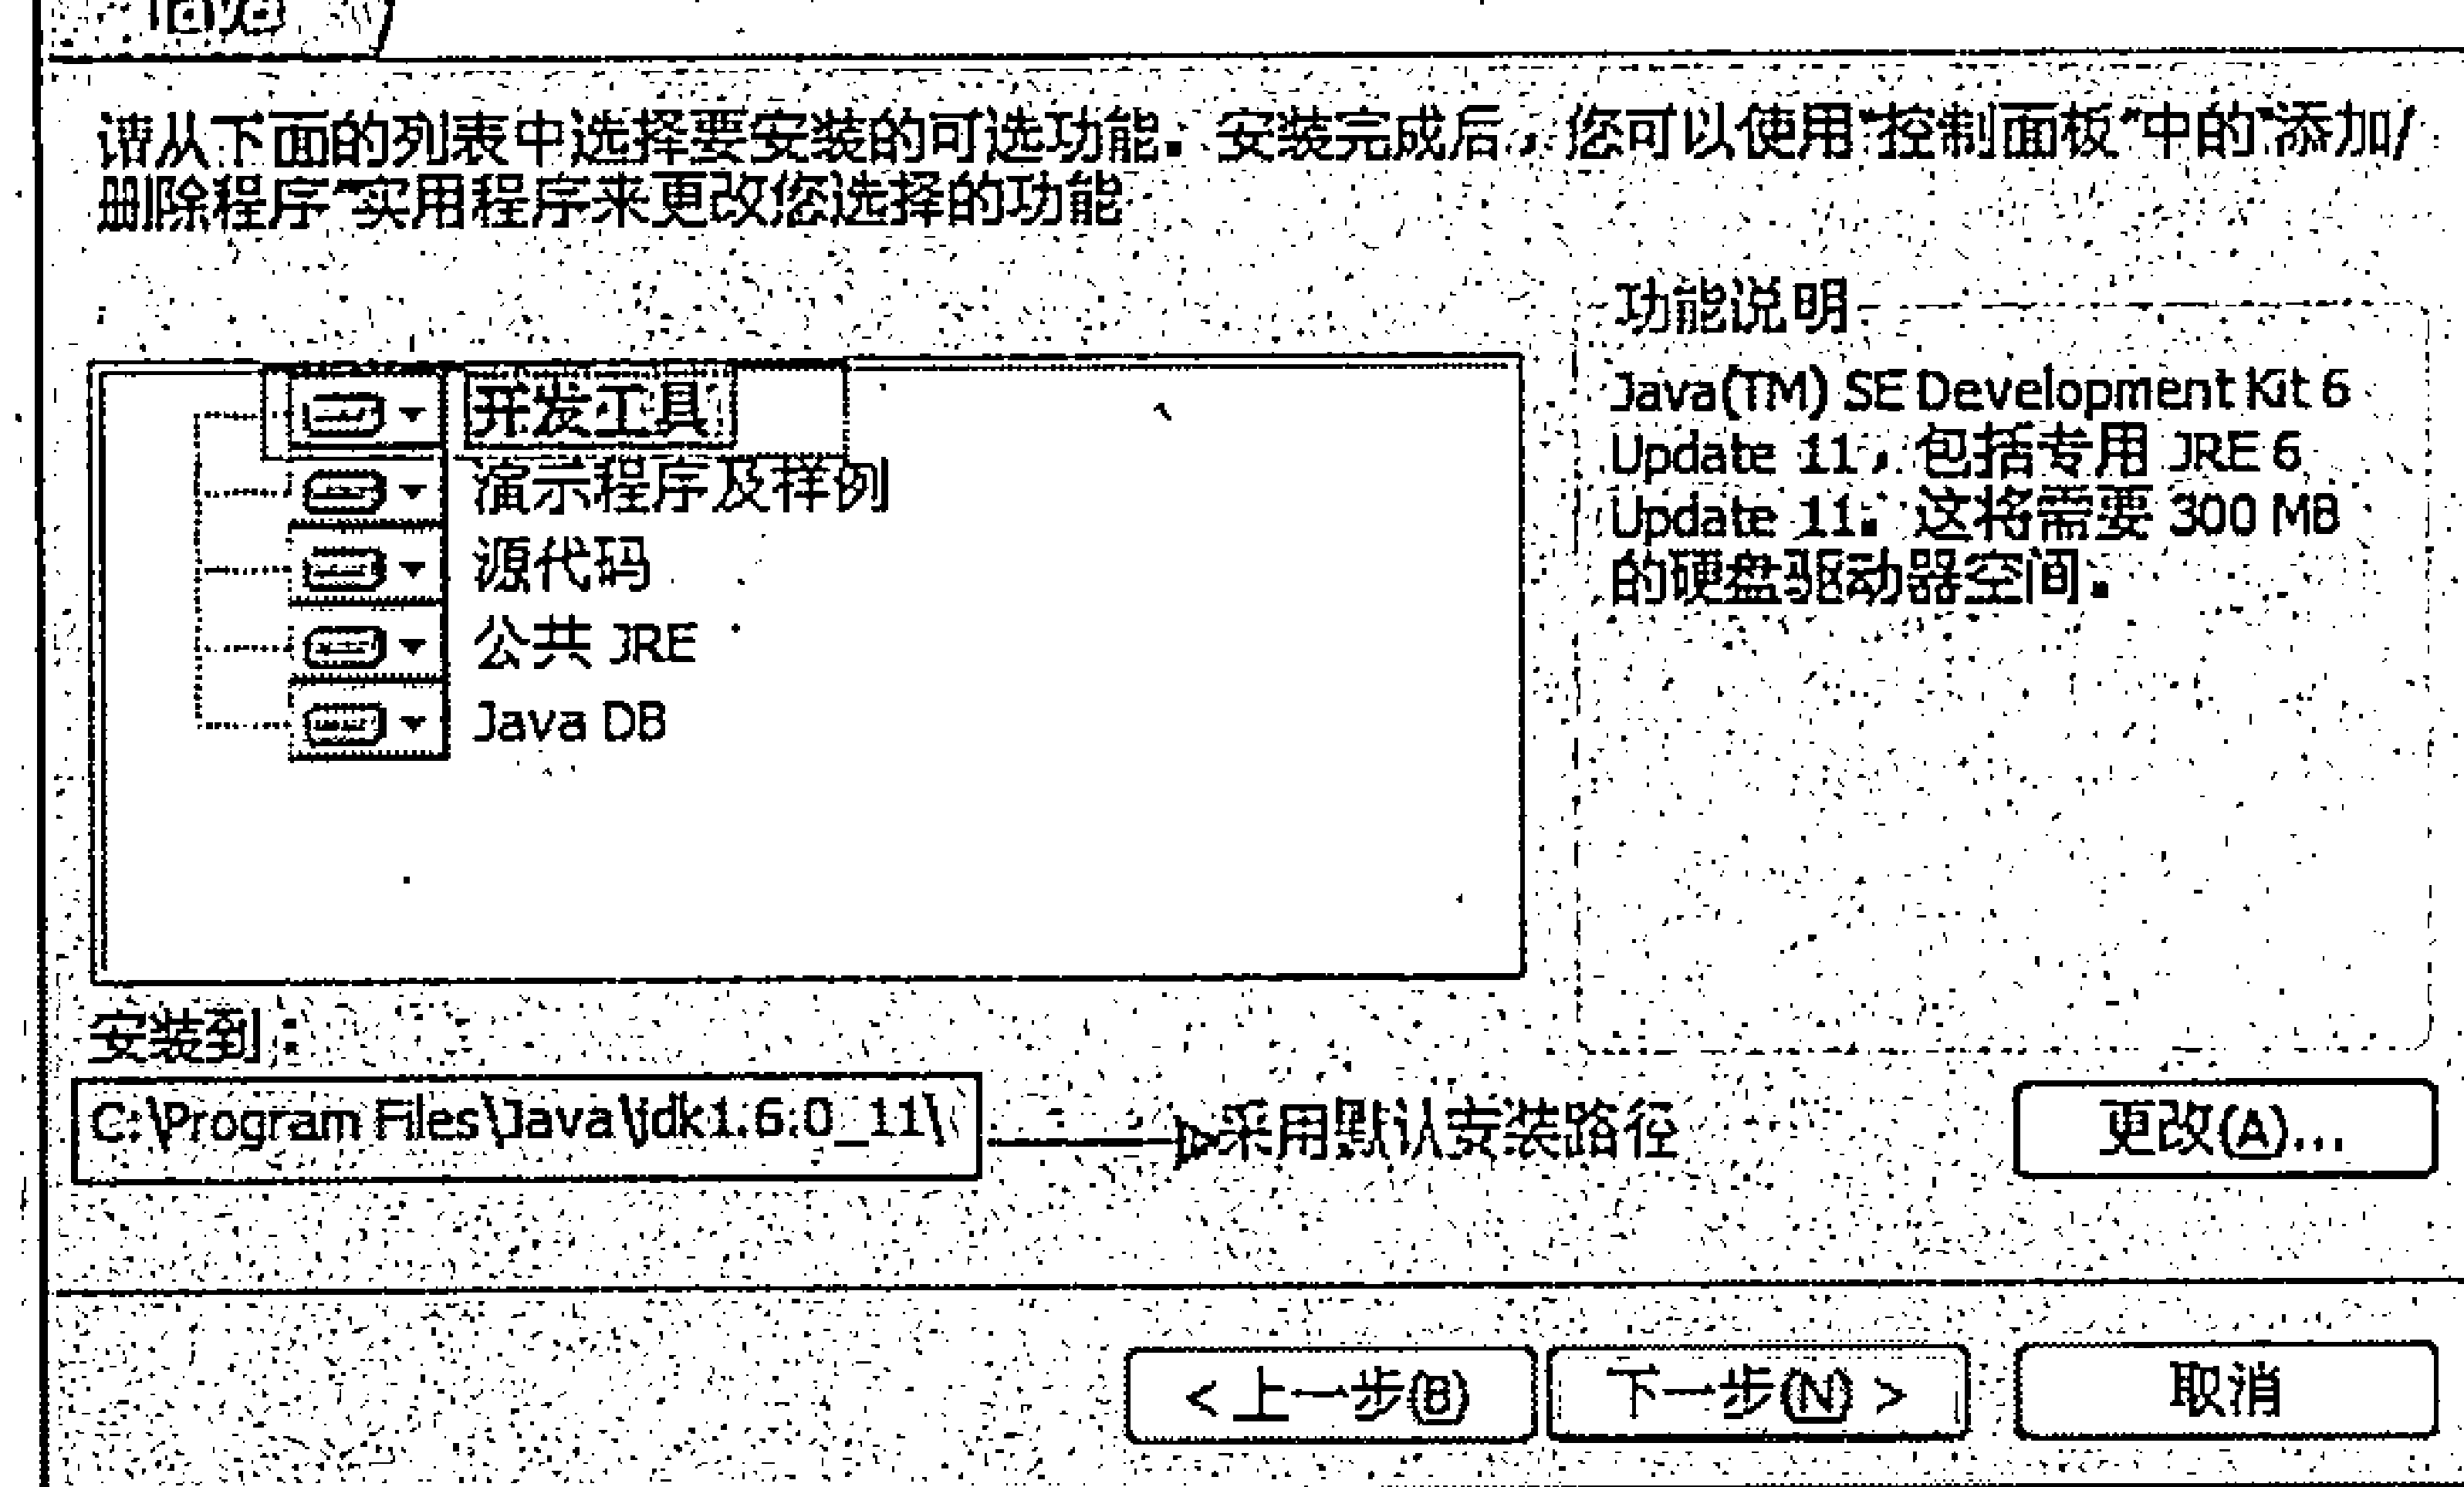 Java
请从下面的列表中选择要安装的可选功能。安装完成后，您可以使用"控制面板"中的"添加/
删除程序"实用程序来更改您选择的功能
功能说明
开发工具
演示程序及样例
源代码
公共 JRE
Java DB
Java(TM) SE Development Kit 6
Update 11，包括专用 JRE 6
Update 11。这将需要 300 MB
的硬盘驱动器空间。
安装到：
C:\Program Files\Java\jdk1.6.0_11\
采用默认安装路径
更改(A)...
< 上一步(B)
下一步(N) >
取消